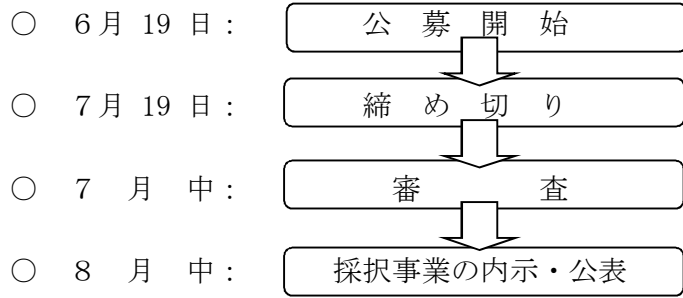 ○ 6月 19 日： 公 募 開 始
○ 7月 19 日： 締 め 切 り
○ 7 月 中： 審 査
○ 8 月 中： 採択事業の内示・公表